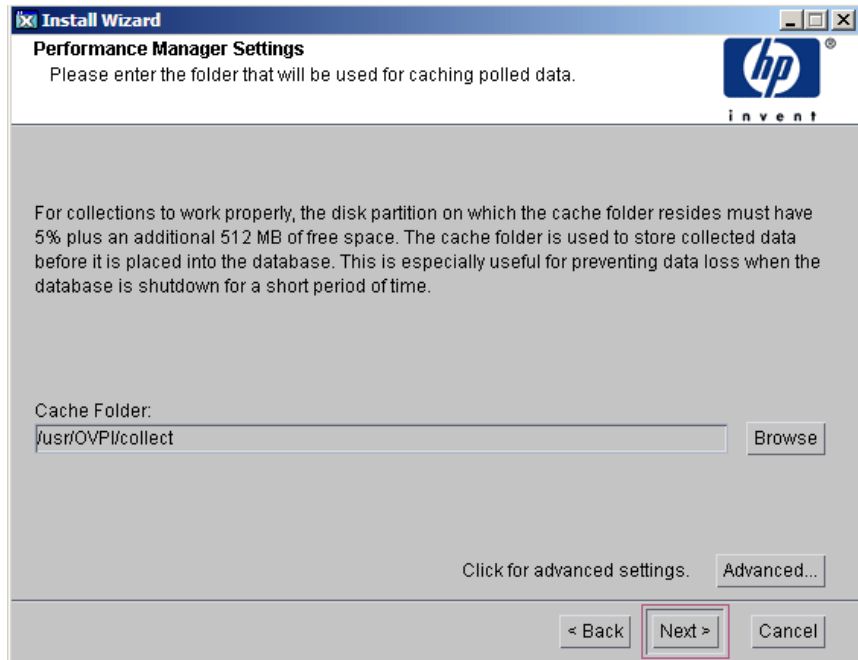 Install Wizard
Performance Manager Settings
Please enter the folder that will be used for caching polled data.
hp
®
invent
For collections to work properly, the disk partition on which the cache folder resides must have
5% plus an additional 512 MB of free space. The cache folder is used to store collected data
before it is placed into the database. This is especially useful for preventing data loss when the
database is shutdown for a short period of time.
Cache Folder:
/usr/OVPI/collect
Browse
Click for advanced settings.
Advanced...
< Back
Next >
Cancel